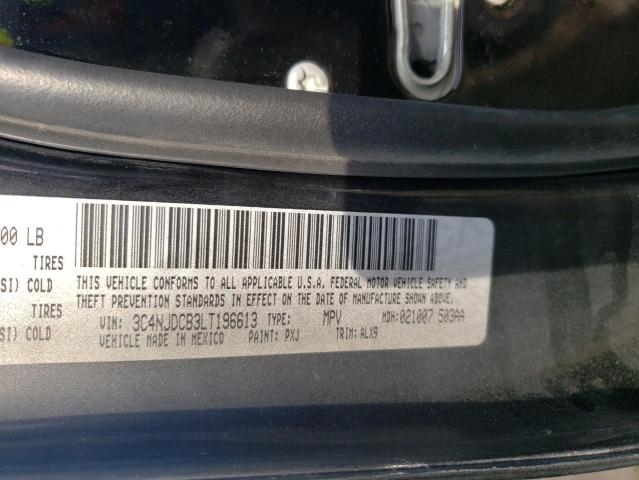 00 LB
TIRES
SI) COLD
TIRES
SI) COLD
THIS VEHICLE CONFORMS TO ALL APPLICABLE U.S.A. FEDERAL MOTOR VEHICLE SAFETY AND
THEFT PREVENTION STANDARDS IN EFFECT ON THE DATE OF MANUFACTURE SHOWN ABOVE.
VIN: 3C4NJDCB3LT196613 TYPE: MPV MDH:021007 503AA
VEHICLE MADE IN MEXICO PAINT: PXJ TRIM: ALX9